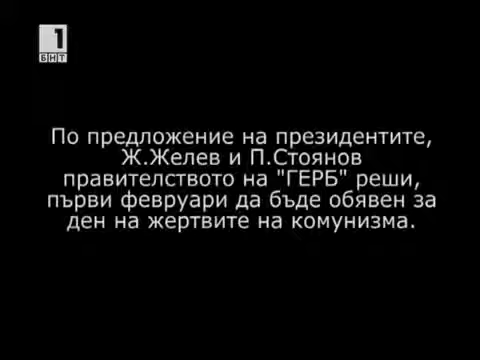 1
БНТ
По предложение на президентите,
Ж.Желев и П.Стоянов
правителството на "ГЕРБ" реши,
първи февруари да бъде обявен за
ден на жертвите на комунизма.